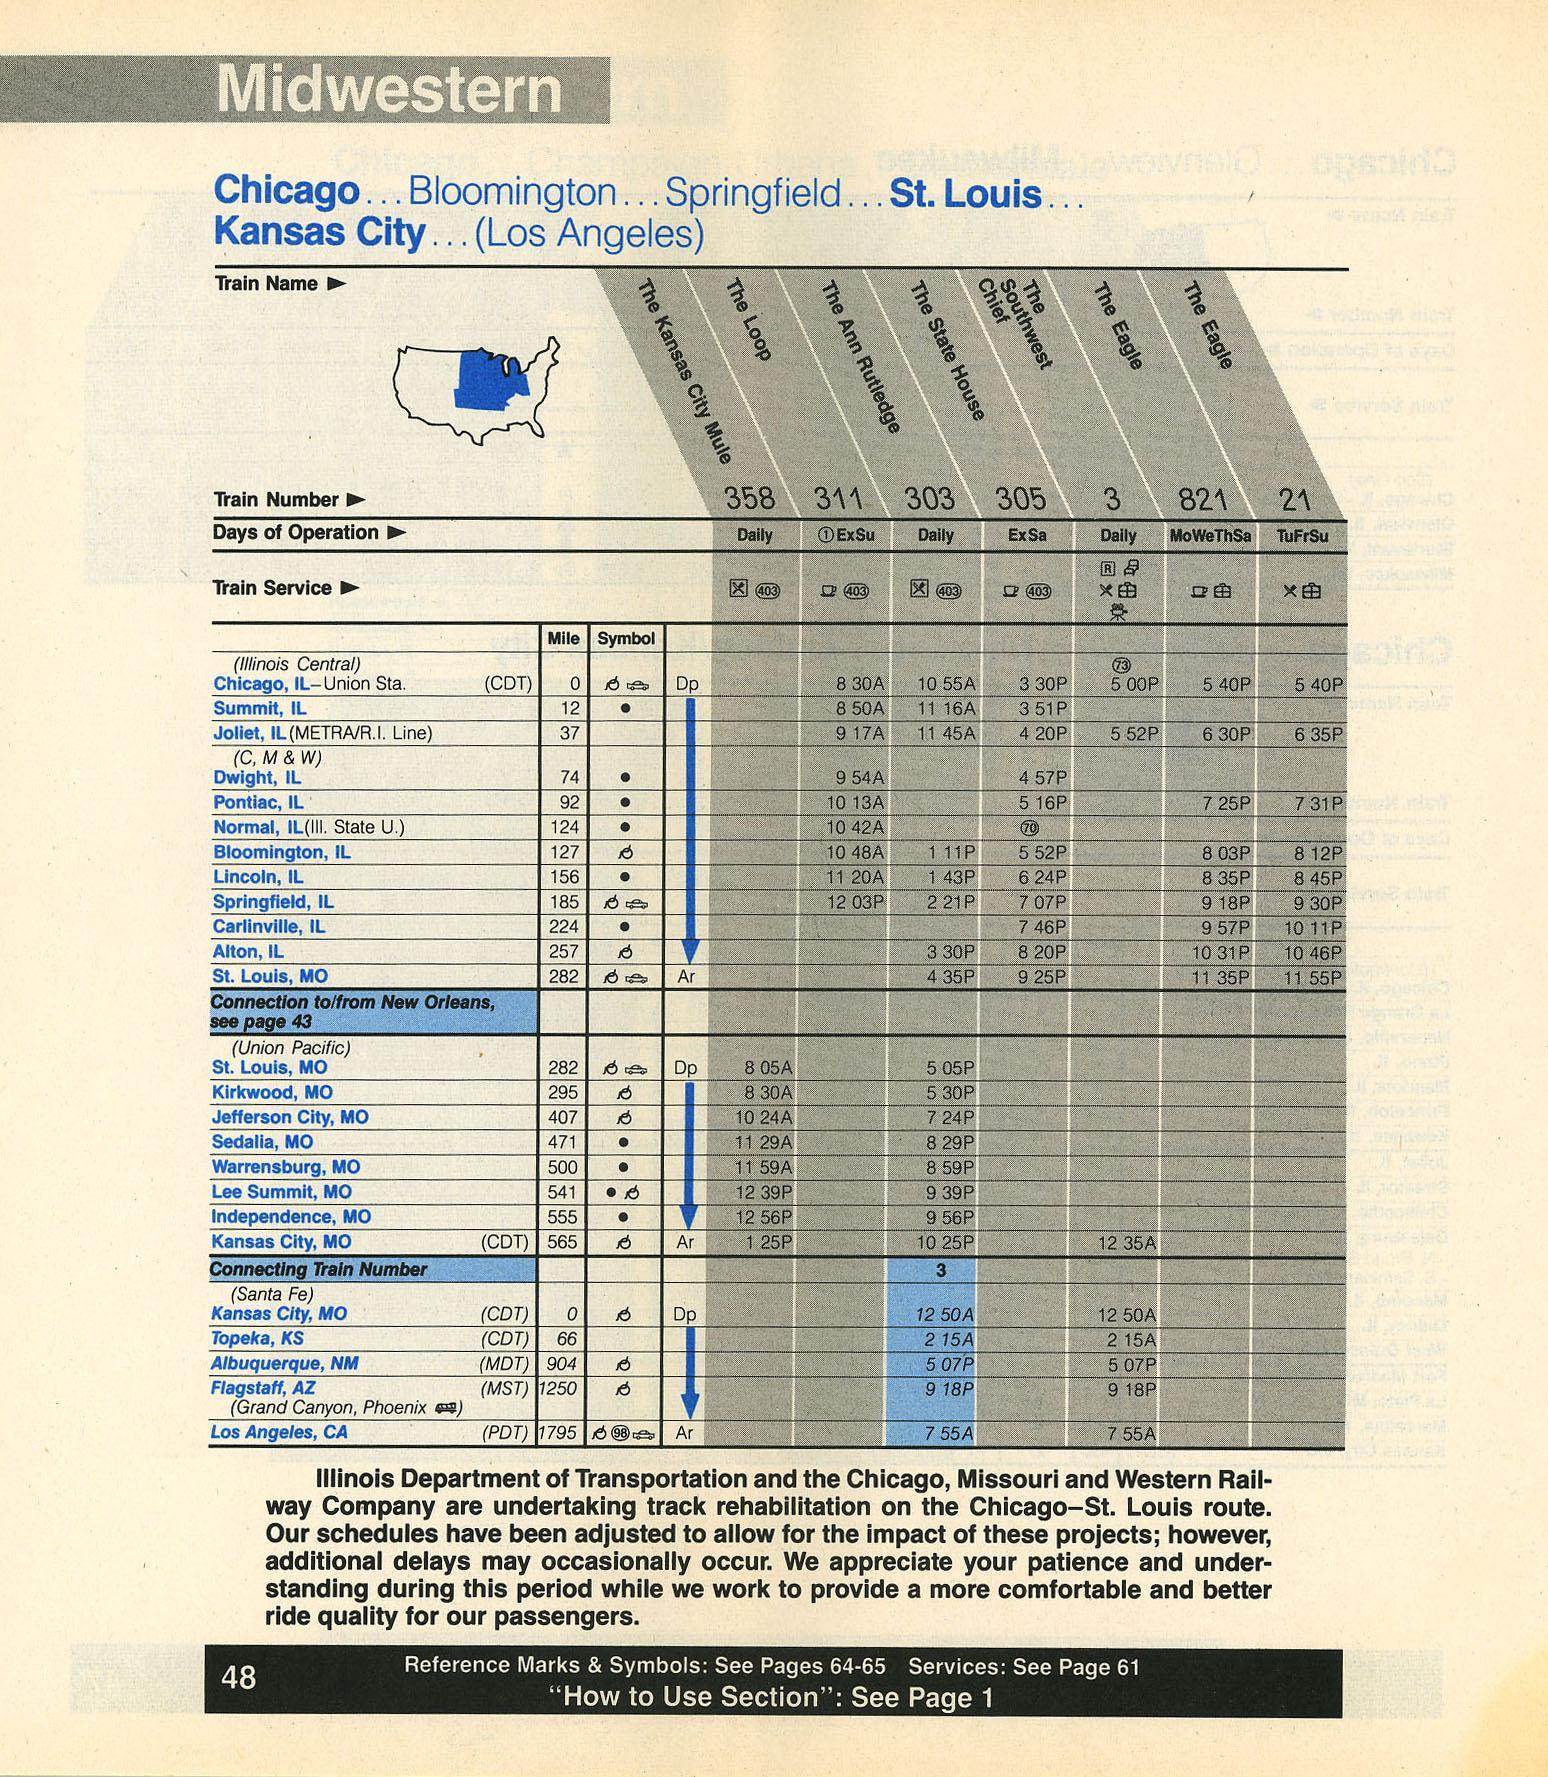 Midwestern
Chicago...Bloomington...Springfield...St. Louis...
Kansas City...(Los Angeles)
Train Name ►
The Kansas City Mule
The Loop
The Ann Rutledge
The State House
The Southwest Chief
The Eagle
The Eagle
Train Number ► 358 311 303 305 3 821 21
Days of Operation ► Daily ①ExSu Daily ExSa Daily MoWeThSa TuFrSu
Train Service ► 403 403 403 403 R
Mile Symbol
(Illinois Central) 73
Chicago, IL–Union Sta. (CDT) 0 Dp 8 30A 10 55A 3 30P 5 00P 5 40P 5 40P
Summit, IL 12 ● 8 50A 11 16A 3 51P
Joliet, IL (METRA/R.I. Line) 37 9 17A 11 45A 4 20P 5 52P 6 30P 6 35P
(C, M & W)
Dwight, IL 74 ● 9 54A 4 57P
Pontiac, IL 92 ● 10 13A 5 16P 7 25P 7 31P
Normal, IL (Ill. State U.) 124 ● 10 42A 70
Bloomington, IL 127 10 48A 1 11P 5 52P 8 03P 8 12P
Lincoln, IL 156 ● 11 20A 1 43P 6 24P 8 35P 8 45P
Springfield, IL 185 12 03P 2 21P 7 07P 9 18P 9 30P
Carlinville, IL 224 ● 7 46P 9 57P 10 11P
Alton, IL 257 3 30P 8 20P 10 31P 10 46P
St. Louis, MO 282 Ar 4 35P 9 25P 11 35P 11 55P
Connection to/from New Orleans,
see page 43
(Union Pacific)
St. Louis, MO 282 Dp 8 05A 5 05P
Kirkwood, MO 295 8 30A 5 30P
Jefferson City, MO 407 10 24A 7 24P
Sedalia, MO 471 ● 11 29A 8 29P
Warrensburg, MO 500 ● 11 59A 8 59P
Lee Summit, MO 541 ● 12 39P 9 39P
Independence, MO 555 ● 12 56P 9 56P
Kansas City, MO (CDT) 565 Ar 1 25P 10 25P 12 35A
Connecting Train Number 3
(Santa Fe)
Kansas City, MO (CDT) 0 Dp 12 50A 12 50A
Topeka, KS (CDT) 66 2 15A 2 15A
Albuquerque, NM (MDT) 904 5 07P 5 07P
Flagstaff, AZ (MST) 1250 9 18P 9 18P
(Grand Canyon, Phoenix )
Los Angeles, CA (PDT) 1795 98 Ar 7 55A 7 55A
Illinois Department of Transportation and the Chicago, Missouri and Western Rail-
way Company are undertaking track rehabilitation on the Chicago–St. Louis route.
Our schedules have been adjusted to allow for the impact of these projects; however,
additional delays may occasionally occur. We appreciate your patience and under-
standing during this period while we work to provide a more comfortable and better
ride quality for our passengers.
48
Reference Marks & Symbols: See Pages 64-65 Services: See Page 61
"How to Use Section": See Page 1